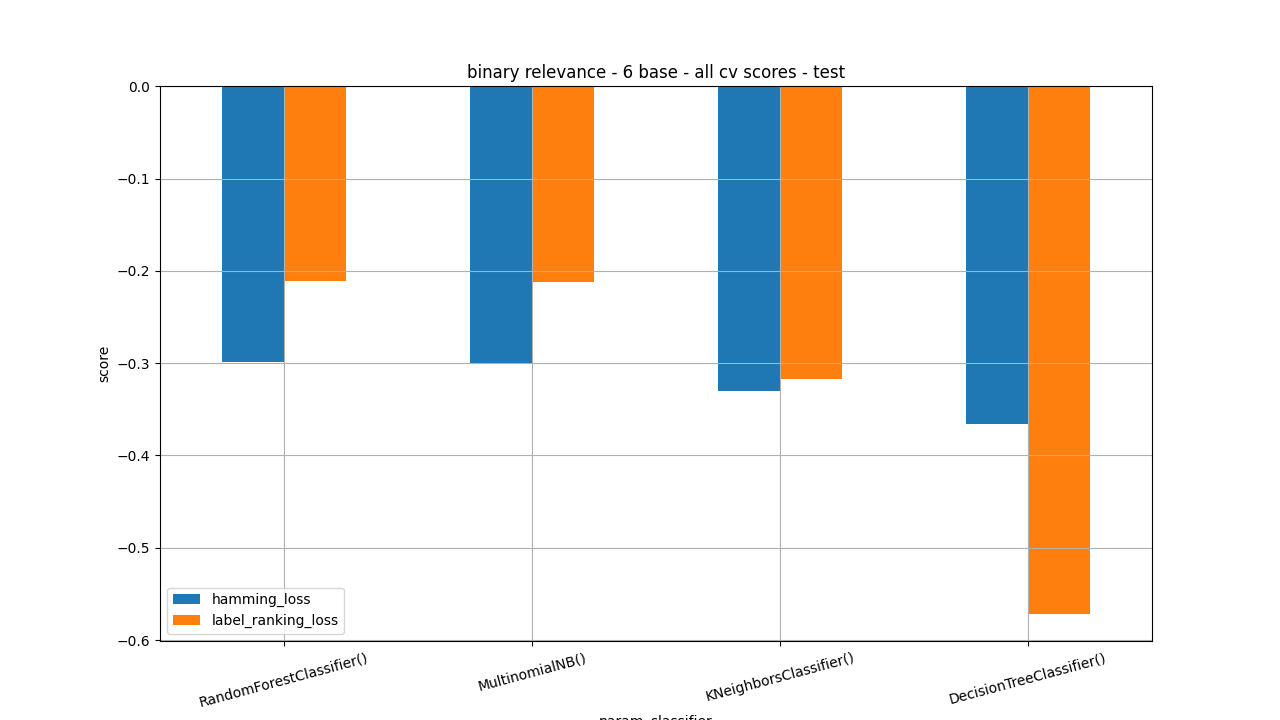 binary relevance - 6 base - all cv scores - test
0.0
−0.1
−0.2
−0.3
−0.4
−0.5
−0.6
score
hamming_loss
label_ranking_loss
RandomForestClassifier()
MultinomialNB()
KNeighborsClassifier()
DecisionTreeClassifier()
param_classifier